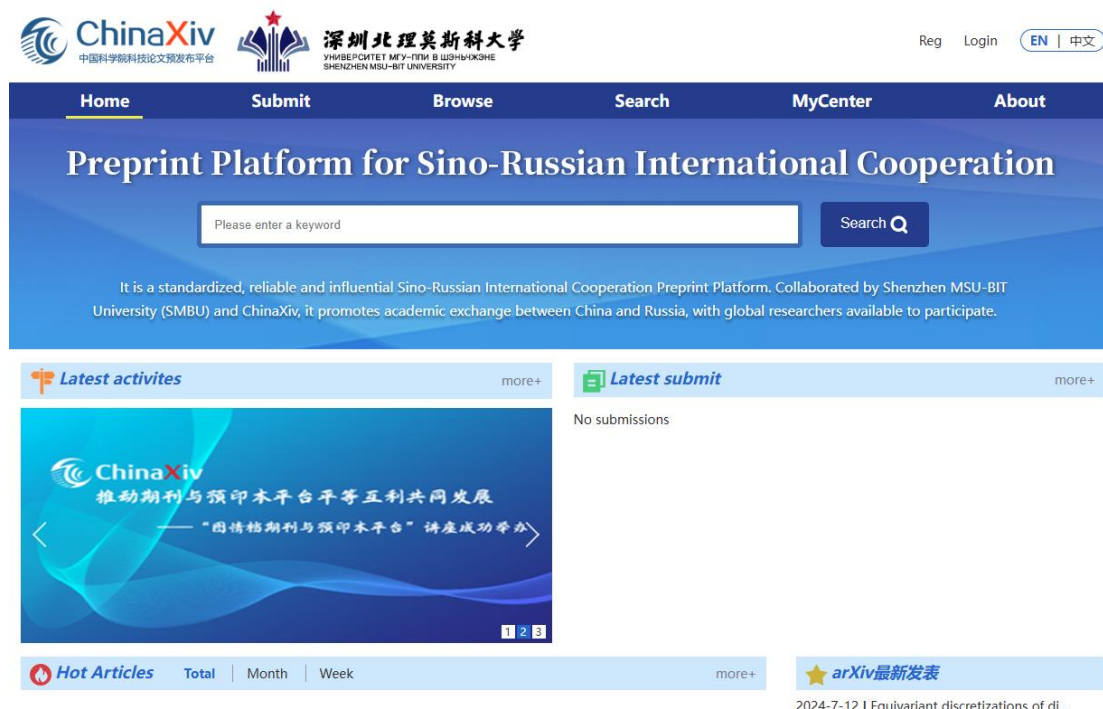 ChinaXiv
中国科学院科技论文预发布平台
深圳北理莫斯科大学
УНИВЕРСИТЕТ МГУ-ППИ В ШЭНЬЧЖЭНЕ
SHENZHEN MSU-BIT UNIVERSITY
Reg Login EN | 中文
Home Submit Browse Search MyCenter About
Preprint Platform for Sino-Russian International Cooperation
Please enter a keyword Search
It is a standardized, reliable and influential Sino-Russian International Cooperation Preprint Platform. Collaborated by Shenzhen MSU-BIT
University (SMBU) and ChinaXiv, it promotes academic exchange between China and Russia, with global researchers available to participate.
Latest activites more+
Latest submit more+
No submissions
ChinaXiv
推动期刊与预印本平台平等互利共同发展
——“图情档期刊与预印本平台”讲座成功举办
1 2 3
Hot Articles Total | Month | Week more+
arXiv最新发表
2024-7-12 | Equivariant discretizations of di...